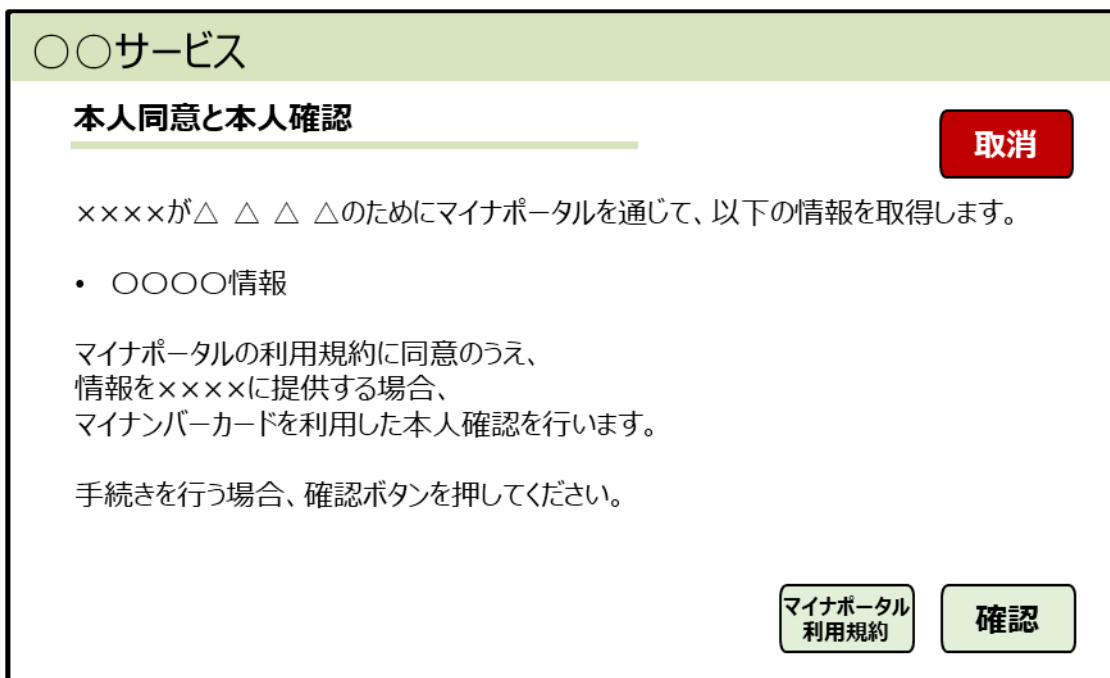 ○○サービス
本人同意と本人確認
取消
××××が△ △ △ △のためにマイナポータルを通じて、以下の情報を取得します。
• 〇〇〇〇情報
マイナポータルの利用規約に同意のうえ、
情報を××××に提供する場合、
マイナンバーカードを利用した本人確認を行います。
手続きを行う場合、確認ボタンを押してください。
マイナポータル
利用規約
確認